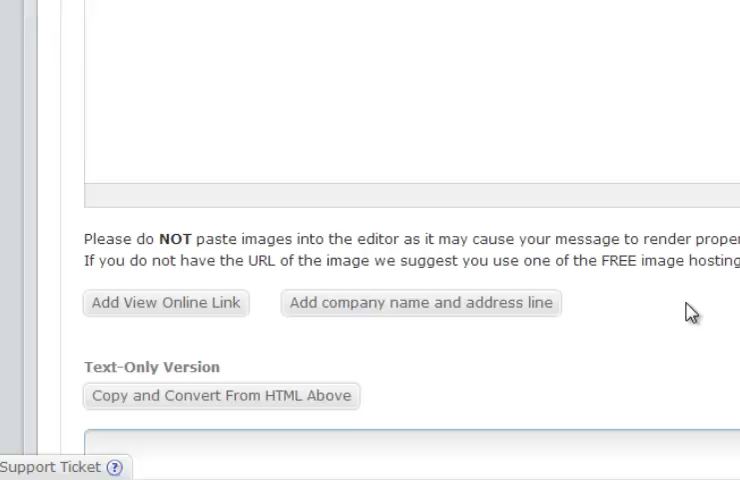 Please do NOT paste images into the editor as it may cause your message to render
If you do not have the URL of the image we suggest you use one of the FREE image hosting
Add View Online Link
Add company name and address line
Text-Only Version
Copy and Convert From HTML Above
Support Ticket ?